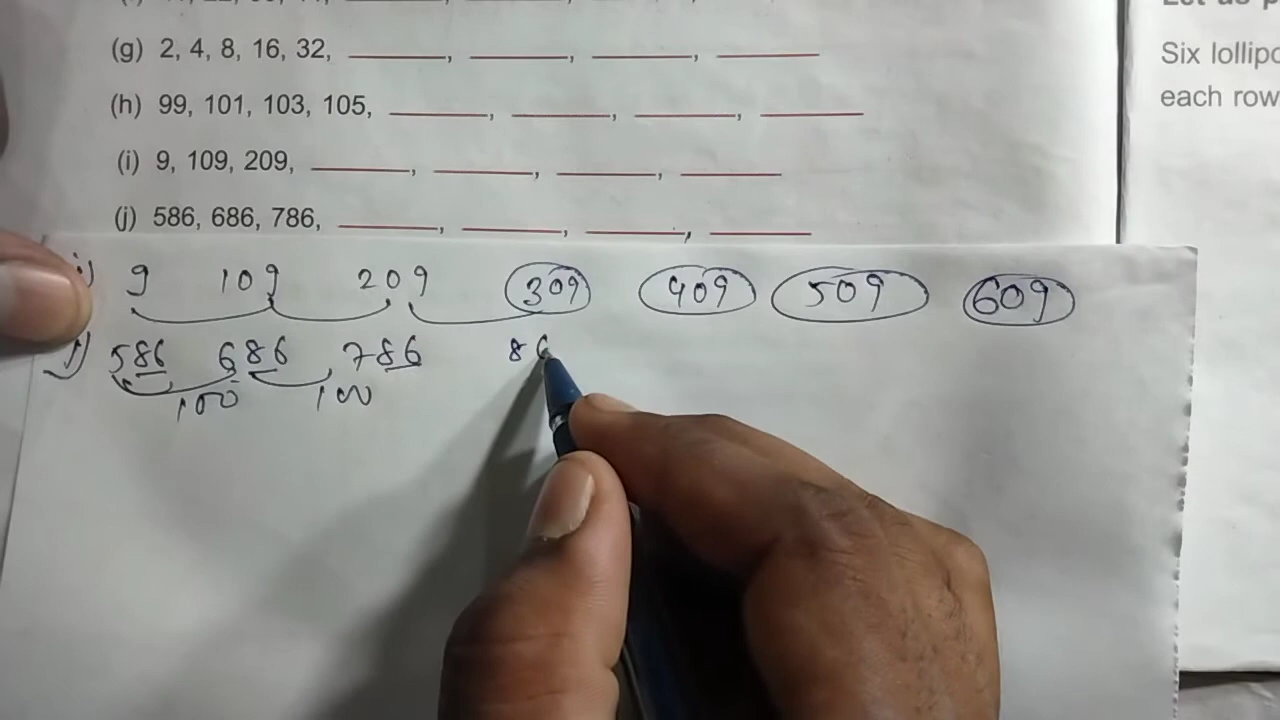 (g) 2, 4, 8, 16, 32, ______, ______, ______, ______
Six
each row
(h) 99, 101, 103, 105, ______, ______, ______, ______
(i) 9, 109, 209, ______, ______, ______, ______
(j) 586, 686, 786, ______, ______, ______, ______
i) 9 109 209 309 409 509 609
j) 586 686 786 8
100 100